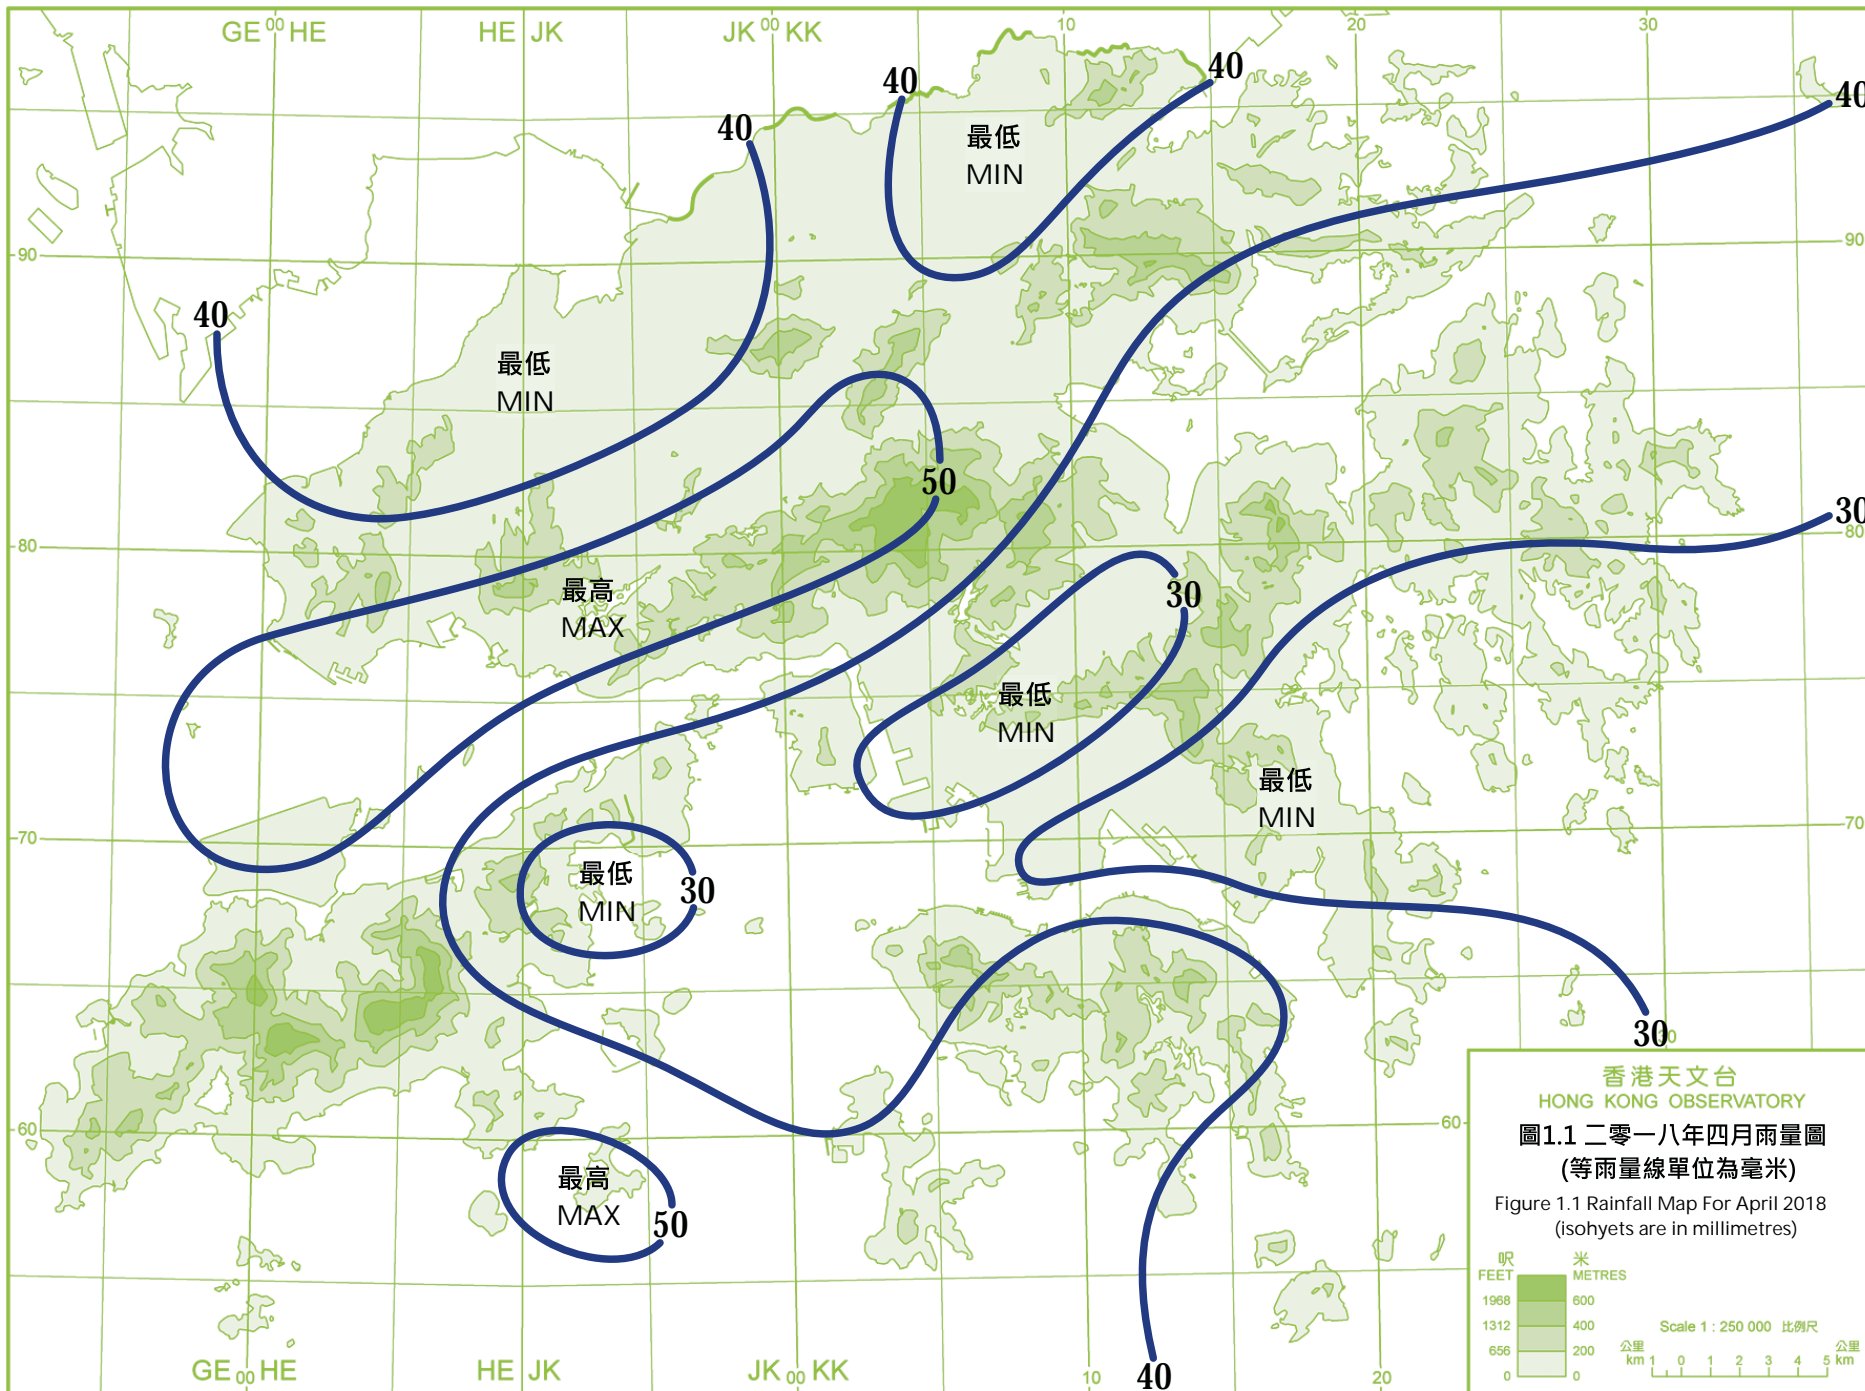 GE 00 HE
HE JK
JK 00 KK
10
20
30
40
40
40
40
最低
MIN
90
90
40
最低
MIN
50
30
80
80
最高
MAX
30
最低
MIN
最低
MIN
70
70
最低
MIN
30
30
30
60
60
最高
MAX
50
香港天文台
HONG KONG OBSERVATORY
圖1.1 二零一八年四月雨量圖
(等雨量線單位為毫米)
Figure 1.1 Rainfall Map For April 2018
(isohyets are in millimetres)
呎 米
FEET METRES
1968 600
1312 400
656 200
0 0
Scale 1 : 250 000 比例尺
公里 公里
km 1 0 1 2 3 4 5 km
GE 00 HE
HE JK
JK 00 KK
10
40
20